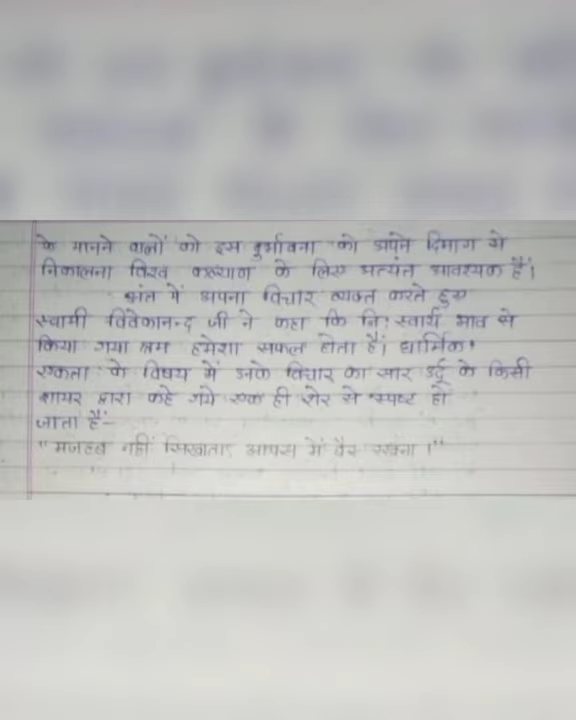 के मानने वालों को इस दुर्भावना को अपने दिमाग से
निकालना विश्व कल्याण के लिए अत्यंत आवश्यक है।
अंत में अपना विचार व्यक्त करते हुए
स्वामी विवेकानन्द जी ने कहा कि नि:स्वार्थ भाव से
किया गया श्रम हमेशा सफल होता है। धार्मिक
एकता के विषय में उनके विचार का सार उर्दू के किसी
शायर द्वारा कहे गये एक ही शेर से स्पष्ट हो
जाता है:-
"मजहब नहीं सिखाता, आपस में बैर रखना।"